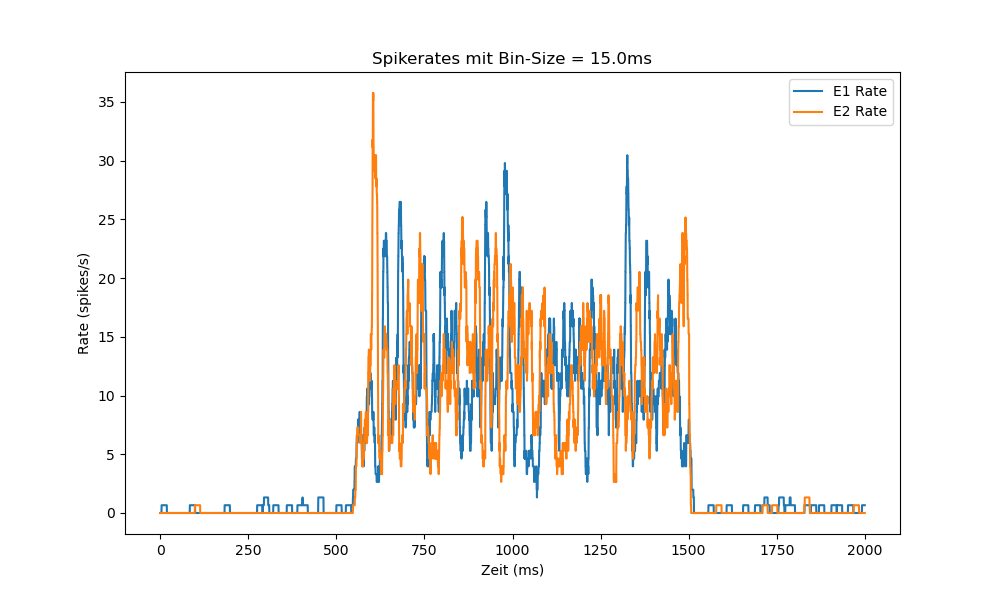 Spikerates mit Bin-Size = 15.0ms
E1 Rate
E2 Rate
Rate (spikes/s)
35
30
25
20
15
10
5
0
0 250 500 750 1000 1250 1500 1750 2000
Zeit (ms)